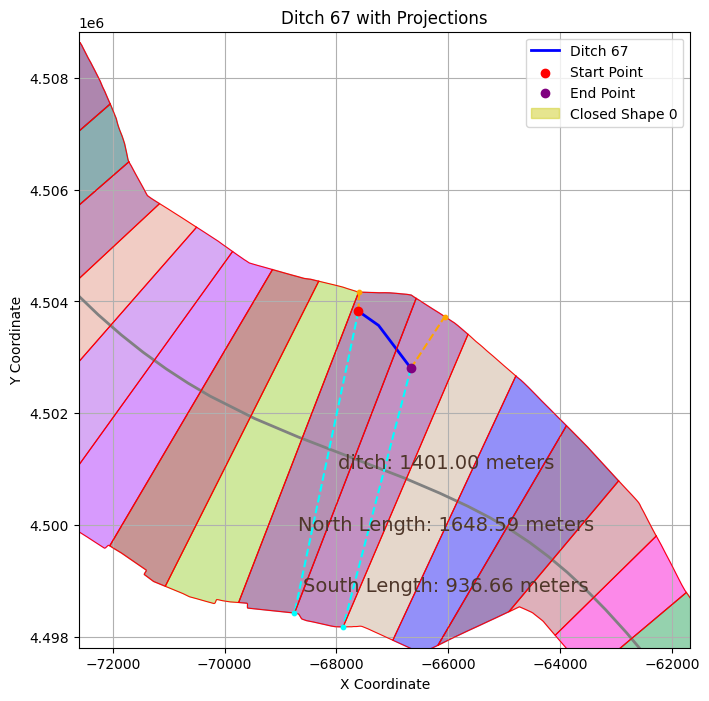 Ditch 67 with Projections
1e6
Ditch 67
Start Point
End Point
Closed Shape 0
4.508
4.506
4.504
4.502
4.500
4.498
Y Coordinate
ditch: 1401.00 meters
North Length: 1648.59 meters
South Length: 936.66 meters
−72000
−70000
−68000
−66000
−64000
−62000
X Coordinate